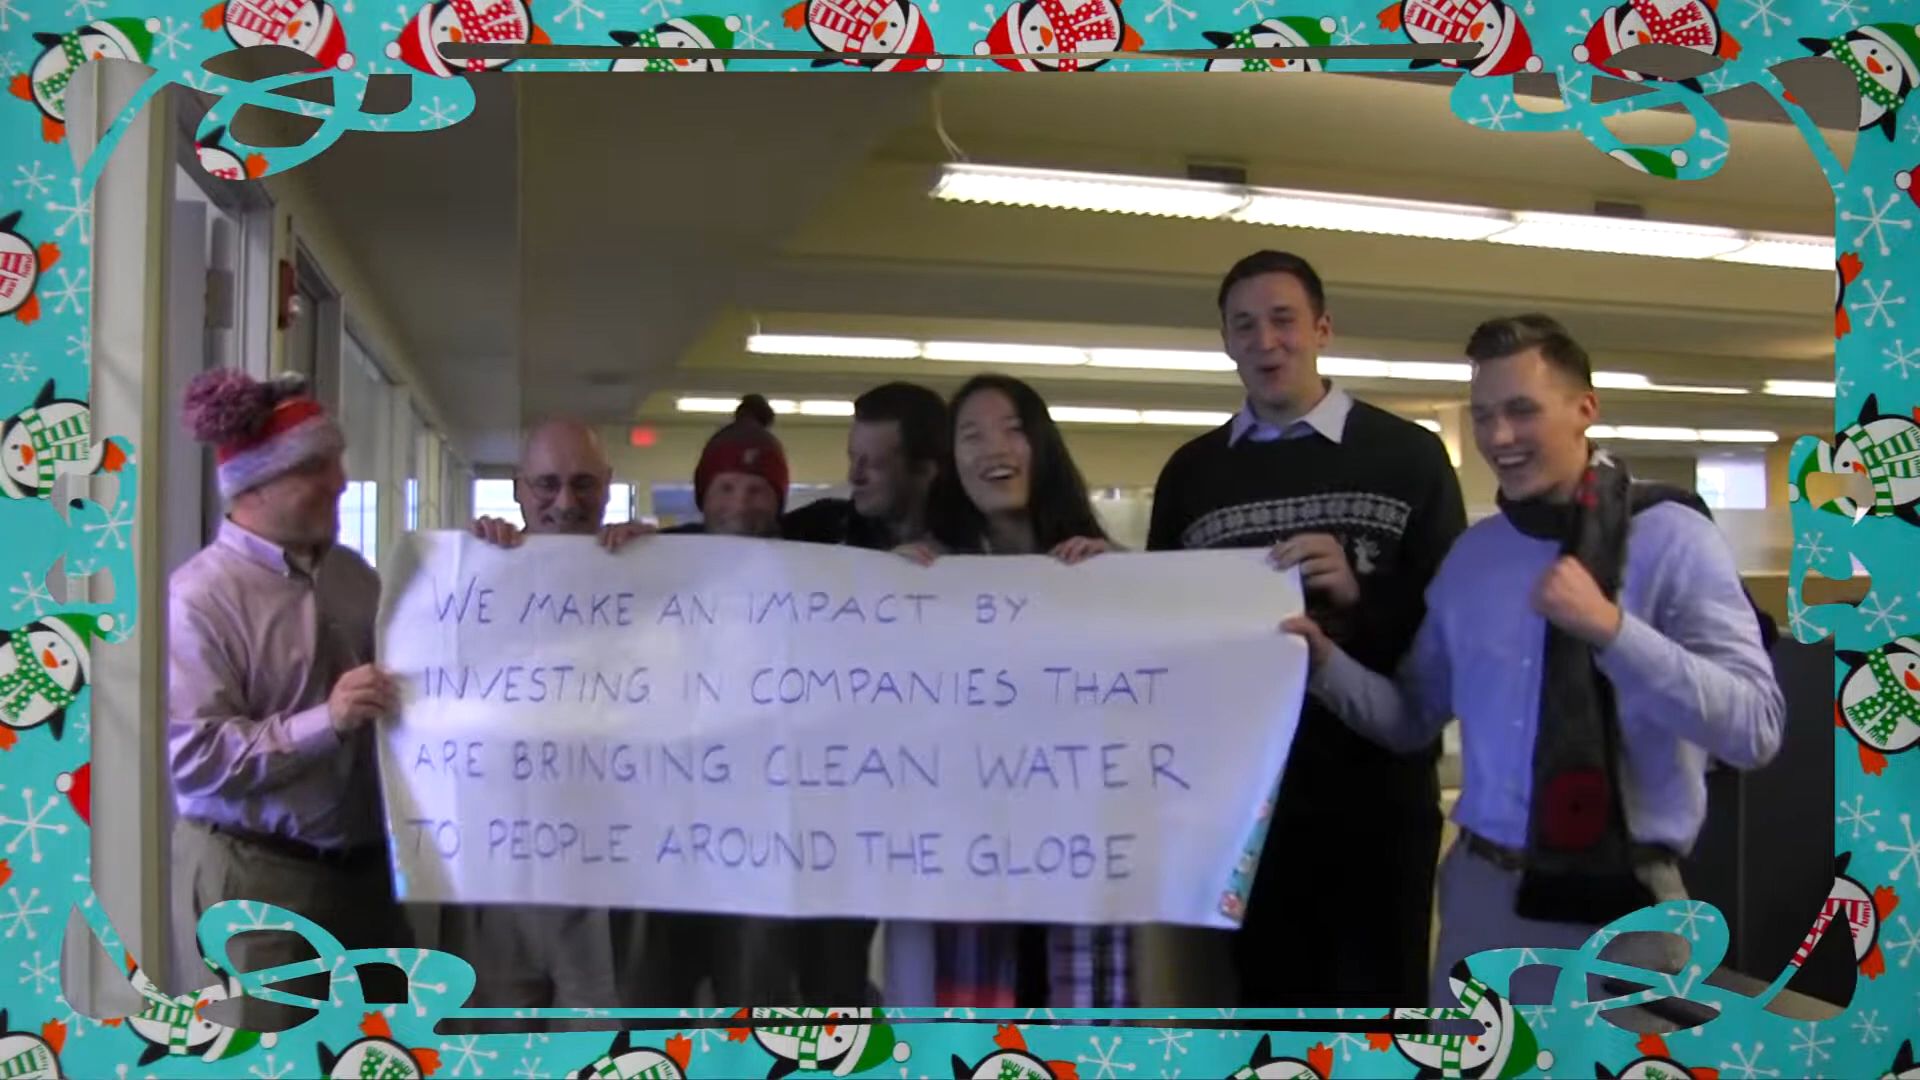 WE MAKE AN IMPACT BY
INVESTING IN COMPANIES THAT
ARE BRINGING CLEAN WATER
TO PEOPLE AROUND THE GLOBE